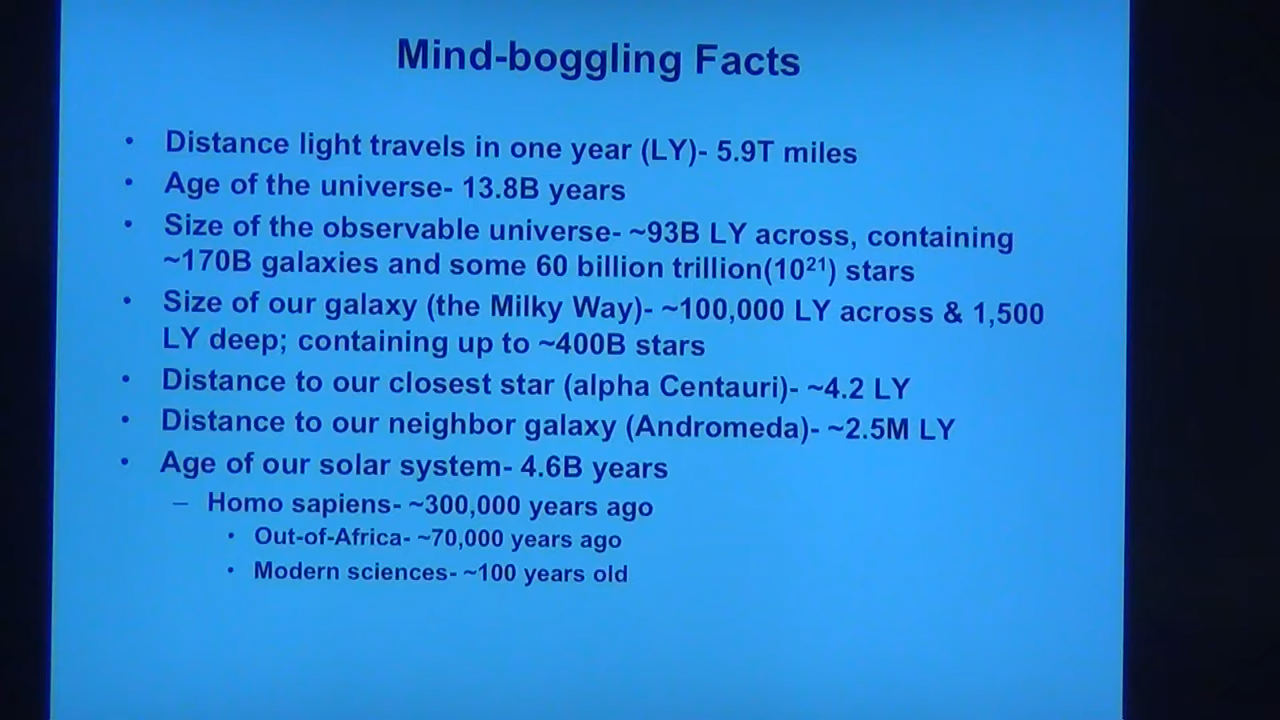 Mind-boggling Facts
• Distance light travels in one year (LY)- 5.9T miles
• Age of the universe- 13.8B years
• Size of the observable universe- ~93B LY across, containing
~170B galaxies and some 60 billion trillion(10²¹) stars
• Size of our galaxy (the Milky Way)- ~100,000 LY across & 1,500
LY deep; containing up to ~400B stars
• Distance to our closest star (alpha Centauri)- ~4.2 LY
• Distance to our neighbor galaxy (Andromeda)- ~2.5M LY
• Age of our solar system- 4.6B years
– Homo sapiens- ~300,000 years ago
• Out-of-Africa- ~70,000 years ago
• Modern sciences- ~100 years old